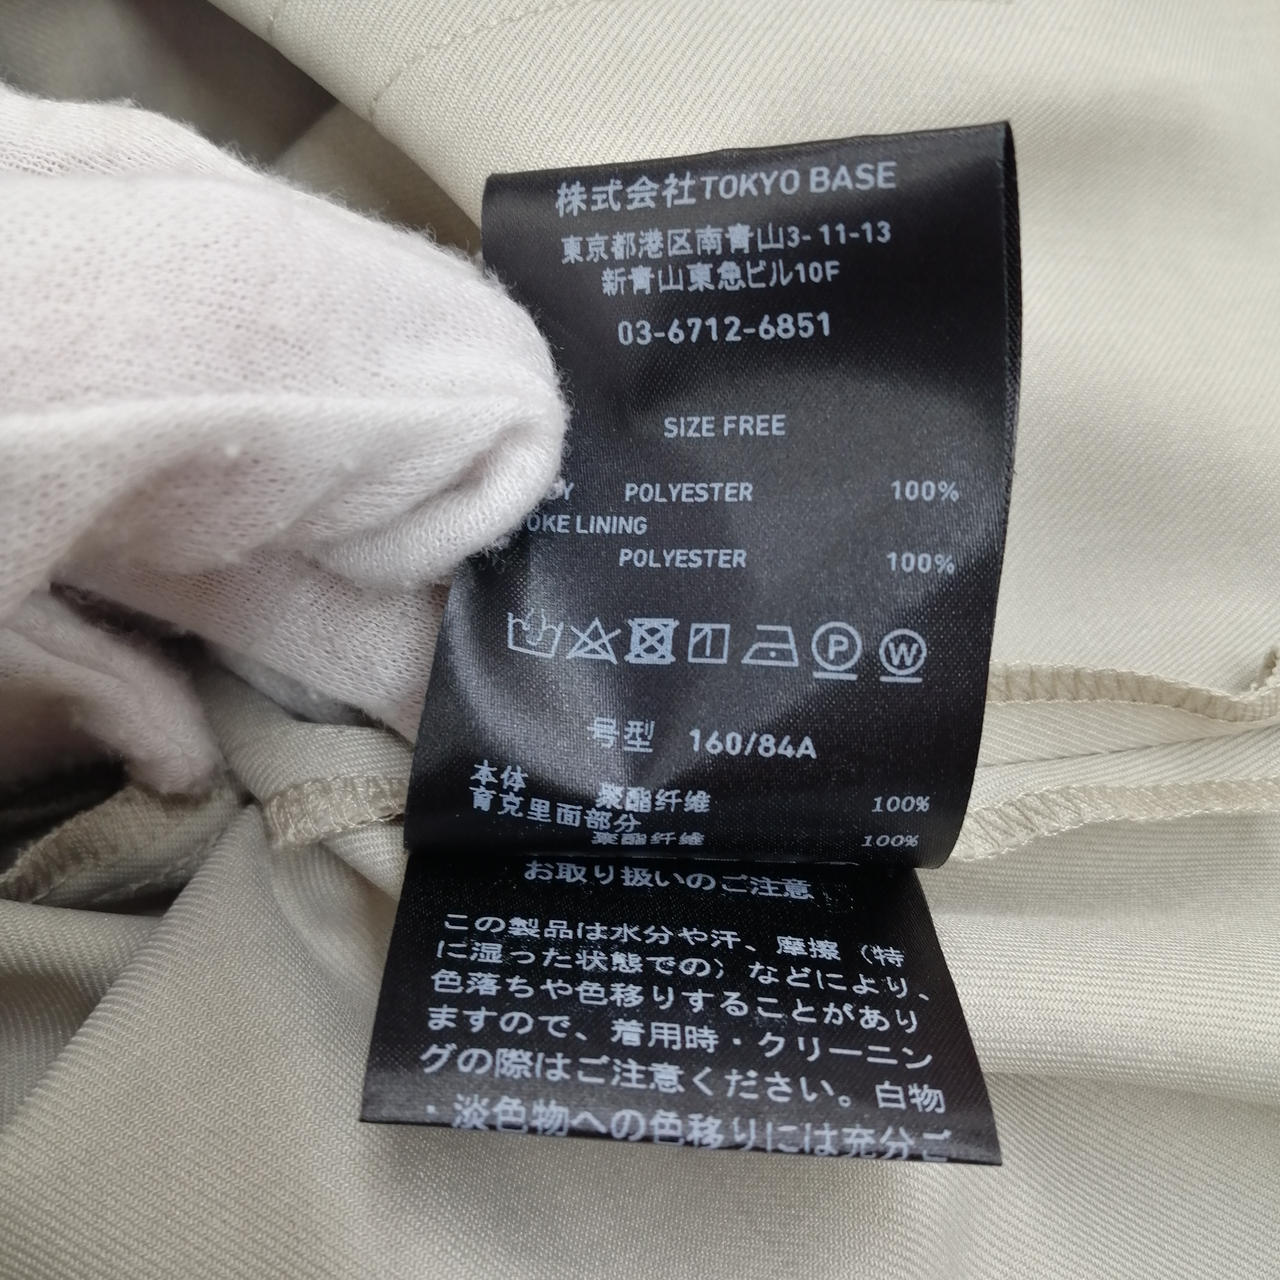 株式会社TOKYO BASE
東京都港区南青山3-11-13
新青山東急ビル10F
03-6712-6851
SIZE FREE
POLYESTER 100%
LINING
POLYESTER 100%
P W
号型 160/84A
本体 聚酯纤维 100%
育克里面部分
聚酯纤维 100%
お取り扱いのご注意
この製品は水分や汗、摩擦（特
に湿った状態での）などにより、
色落ちや色移りすることがあり
ますので、着用時・クリーニン
グの際はご注意ください。白物
・淡色物への色移りには充分ご